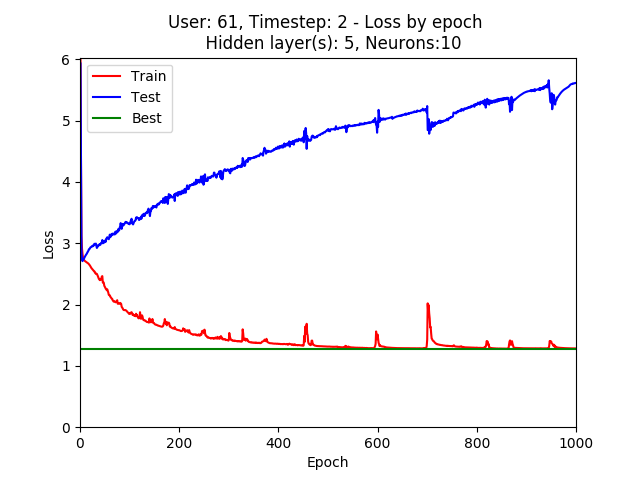 User: 61, Timestep: 2 - Loss by epoch
Hidden layer(s): 5, Neurons:10
6
5
4
3
2
1
0
Loss
Train
Test
Best
0 200 400 600 800 1000
Epoch